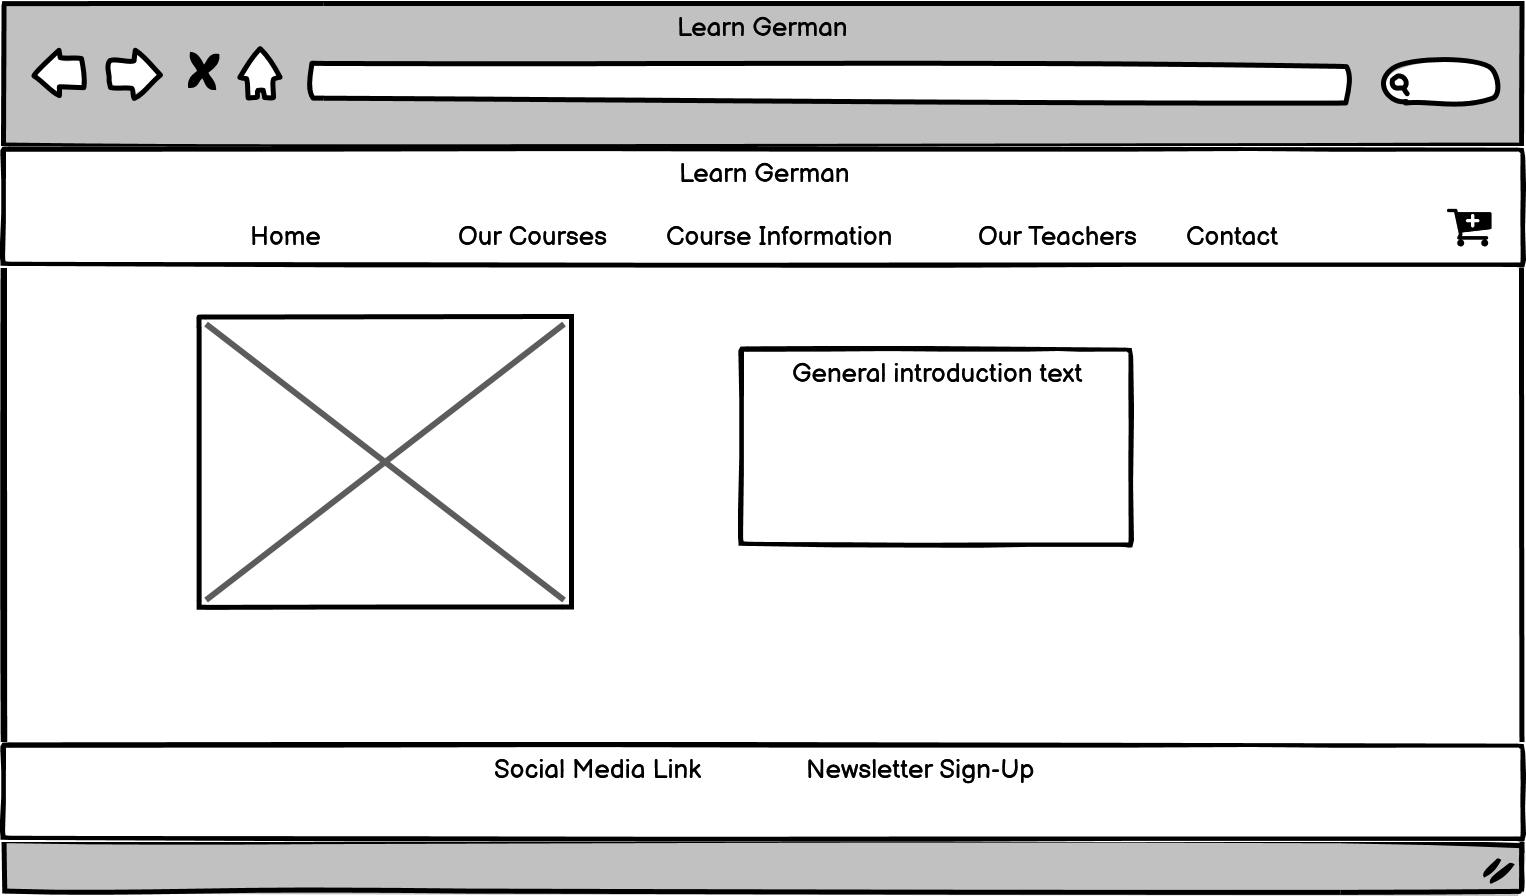 Learn German
Learn German
Home Our Courses Course Information Our Teachers Contact
General introduction text
Social Media Link Newsletter Sign-Up